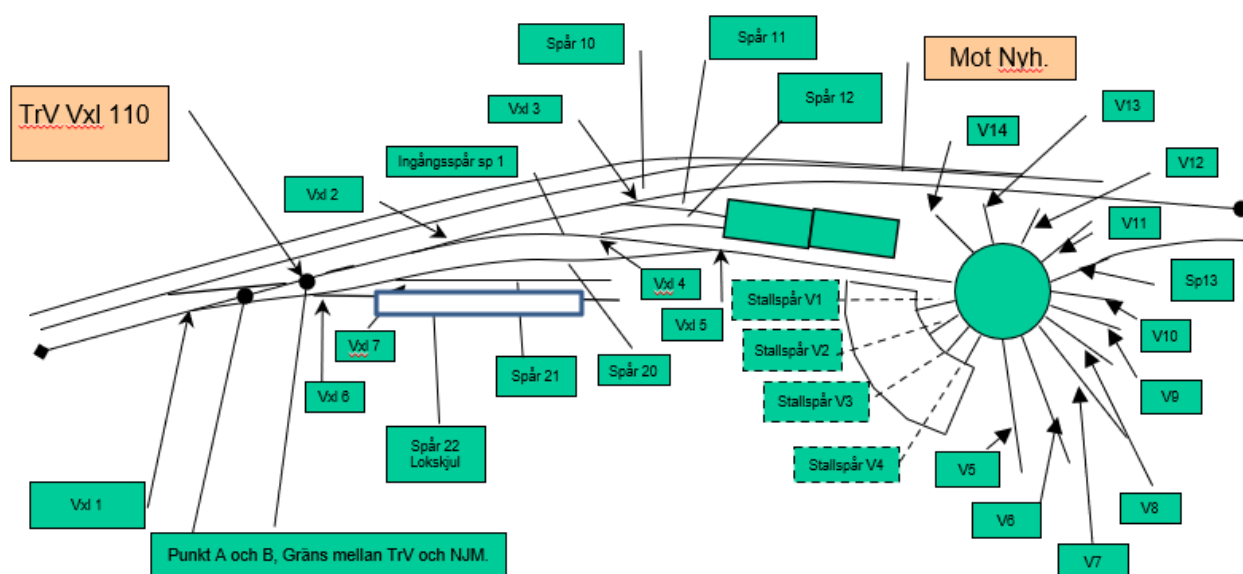 Spår 10
Spår 11
Mot Nyh.
TrV Vxl 110
Vxl 3
Spår 12
V13
V14
Ingångsspår sp 1
V12
Vxl 2
V11
Vxl 4
Sp13
Stallspår V1
Vxl 5
V10
Vxl 7
Stallspår V2
Spår 21
Spår 20
Vxl 6
V9
Stallspår V3
Spår 22
Lokskjul
Stallspår V4
V5
Vxl 1
V8
V6
Punkt A och B, Gräns mellan TrV och NJM.
V7